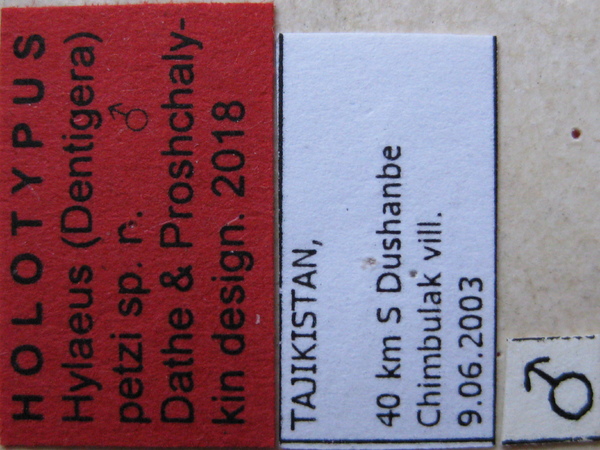 HOLOTYPUS
Hylaeus (Dentigera)
petzi sp. n. ♂
Dathe & Proshchaly-
kin design. 2018
TAJIKISTAN,
40 km S Dushanbe
Chimbulak vill.
9.06.2003
♂